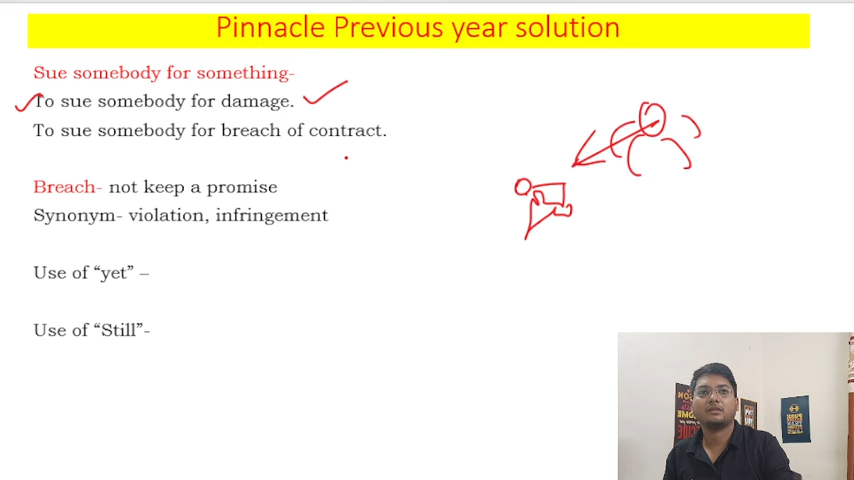 Pinnacle Previous year solution
Sue somebody for something-
To sue somebody for damage.
To sue somebody for breach of contract.
Breach- not keep a promise
Synonym- violation, infringement
Use of “yet” –
Use of “Still”-